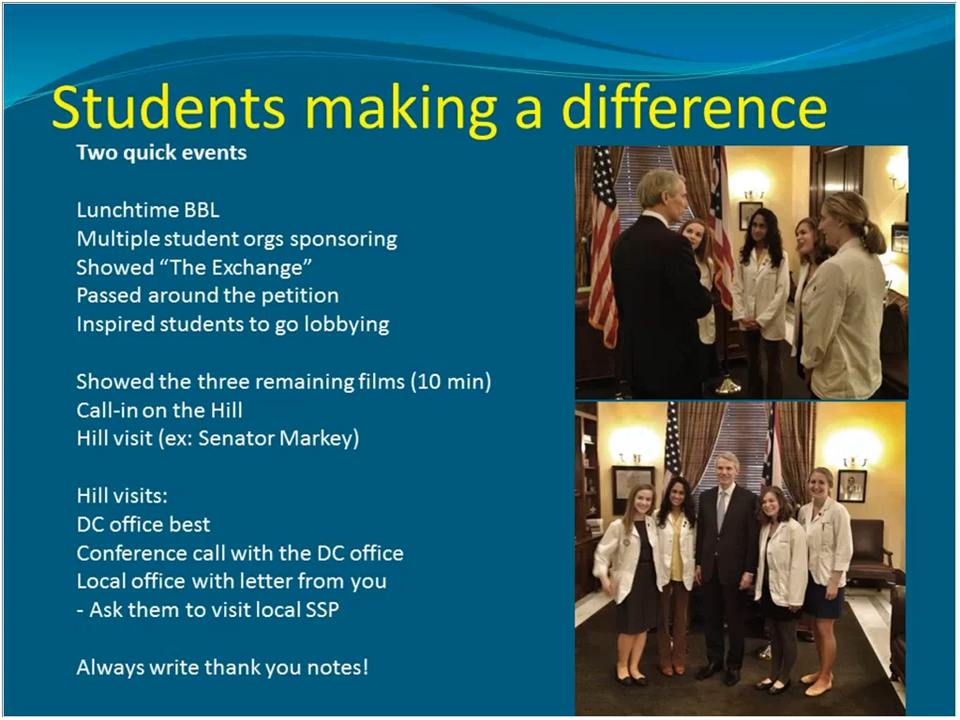 Students making a difference
Two quick events
Lunchtime BBL
Multiple student orgs sponsoring
Showed “The Exchange”
Passed around the petition
Inspired students to go lobbying
Showed the three remaining films (10 min)
Call-in on the Hill
Hill visit (ex: Senator Markey)
Hill visits:
DC office best
Conference call with the DC office
Local office with letter from you
- Ask them to visit local SSP
Always write thank you notes!